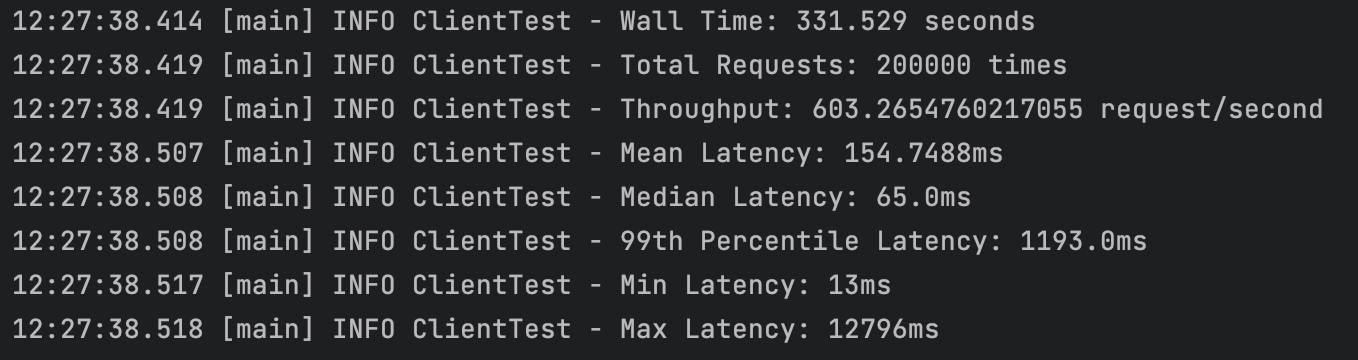 12:27:38.414 [main] INFO ClientTest - Wall Time: 331.529 seconds
12:27:38.419 [main] INFO ClientTest - Total Requests: 200000 times
12:27:38.419 [main] INFO ClientTest - Throughput: 603.2654760217055 request/second
12:27:38.507 [main] INFO ClientTest - Mean Latency: 154.7488ms
12:27:38.508 [main] INFO ClientTest - Median Latency: 65.0ms
12:27:38.508 [main] INFO ClientTest - 99th Percentile Latency: 1193.0ms
12:27:38.517 [main] INFO ClientTest - Min Latency: 13ms
12:27:38.518 [main] INFO ClientTest - Max Latency: 12796ms